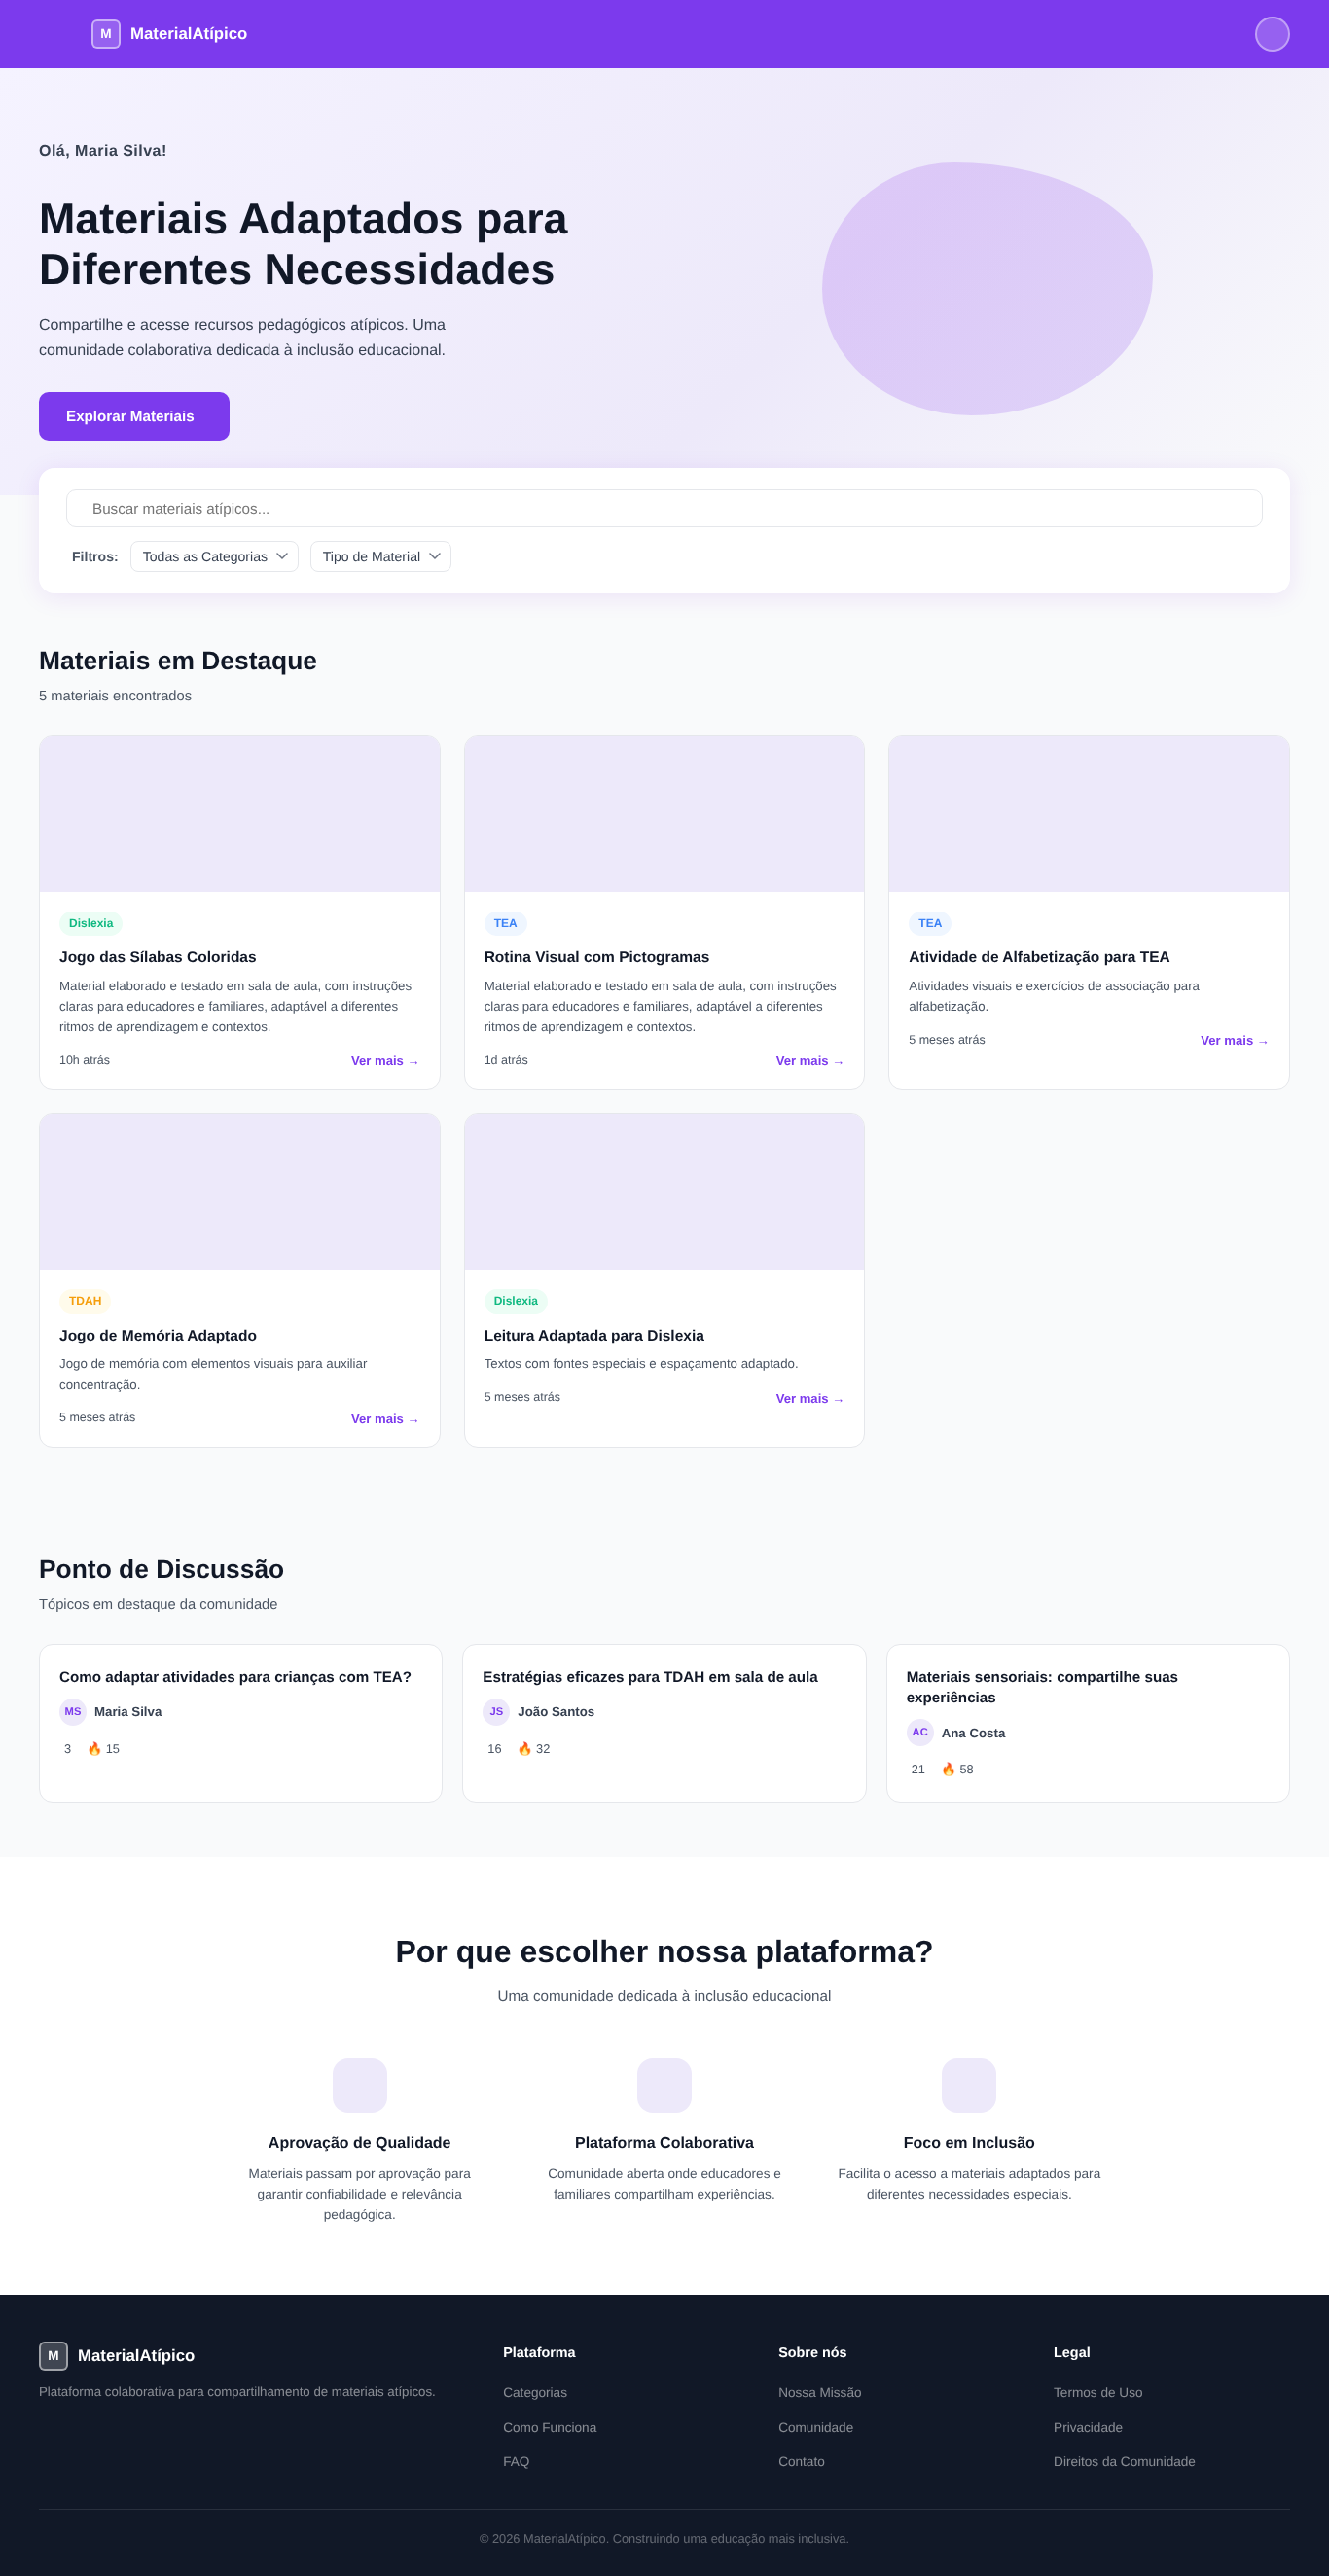 M MaterialAtípico
Olá, Maria Silva!
Materiais Adaptados para
Diferentes Necessidades
Compartilhe e acesse recursos pedagógicos atípicos. Uma
comunidade colaborativa dedicada à inclusão educacional.
Explorar Materiais
Buscar materiais atípicos...
Filtros: Todas as Categorias Tipo de Material
Materiais em Destaque
5 materiais encontrados
Dislexia
Jogo das Sílabas Coloridas
Material elaborado e testado em sala de aula, com instruções
claras para educadores e familiares, adaptável a diferentes
ritmos de aprendizagem e contextos.
10h atrás Ver mais →
TEA
Rotina Visual com Pictogramas
Material elaborado e testado em sala de aula, com instruções
claras para educadores e familiares, adaptável a diferentes
ritmos de aprendizagem e contextos.
1d atrás Ver mais →
TEA
Atividade de Alfabetização para TEA
Atividades visuais e exercícios de associação para
alfabetização.
5 meses atrás Ver mais →
TDAH
Jogo de Memória Adaptado
Jogo de memória com elementos visuais para auxiliar
concentração.
5 meses atrás Ver mais →
Dislexia
Leitura Adaptada para Dislexia
Textos com fontes especiais e espaçamento adaptado.
5 meses atrás Ver mais →
Ponto de Discussão
Tópicos em destaque da comunidade
Como adaptar atividades para crianças com TEA?
MS Maria Silva
3 🔥 15
Estratégias eficazes para TDAH em sala de aula
JS João Santos
16 🔥 32
Materiais sensoriais: compartilhe suas
experiências
AC Ana Costa
21 🔥 58
Por que escolher nossa plataforma?
Uma comunidade dedicada à inclusão educacional
Aprovação de Qualidade
Materiais passam por aprovação para
garantir confiabilidade e relevância
pedagógica.
Plataforma Colaborativa
Comunidade aberta onde educadores e
familiares compartilham experiências.
Foco em Inclusão
Facilita o acesso a materiais adaptados para
diferentes necessidades especiais.
M MaterialAtípico
Plataforma colaborativa para compartilhamento de materiais atípicos.
Plataforma
Categorias
Como Funciona
FAQ
Sobre nós
Nossa Missão
Comunidade
Contato
Legal
Termos de Uso
Privacidade
Direitos da Comunidade
© 2026 MaterialAtípico. Construindo uma educação mais inclusiva.